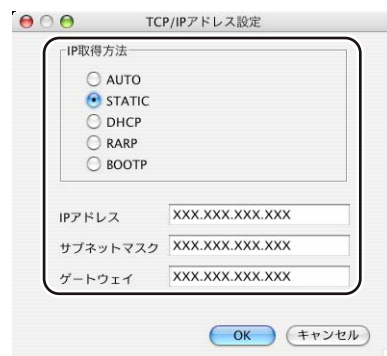 TCP/IPアドレス設定
IP取得方法
AUTO
STATIC
DHCP
RARP
BOOTP
IPアドレス XXX.XXX.XXX.XXX
サブネットマスク XXX.XXX.XXX.XXX
ゲートウェイ XXX.XXX.XXX.XXX
OK キャンセル